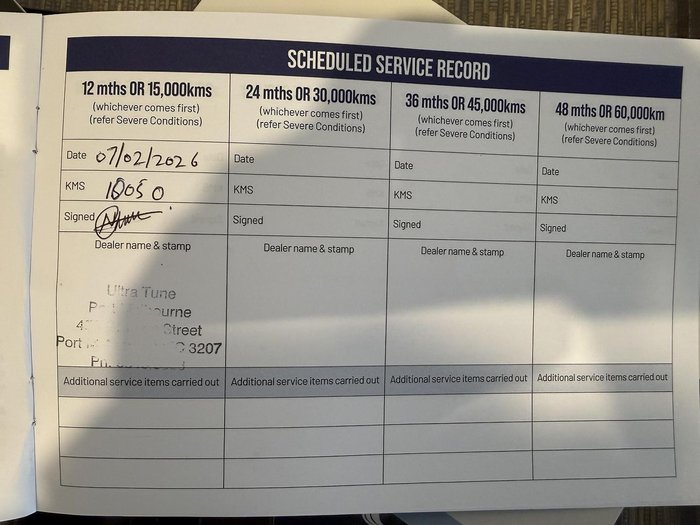 SCHEDULED SERVICE RECORD
12 mths OR 15,000kms
(whichever comes first)
(refer Severe Conditions)
24 mths OR 30,000kms
(whichever comes first)
(refer Severe Conditions)
36 mths OR 45,000kms
(whichever comes first)
(refer Severe Conditions)
48 mths OR 60,000km
(whichever comes first)
(refer Severe Conditions)
Date 07/02/2026
Date
Date
Date
KMS 10050
KMS
KMS
KMS
Signed
Signed
Signed
Signed
Dealer name & stamp
Dealer name & stamp
Dealer name & stamp
Dealer name & stamp
Ultra Tune
Street
Port 3207
Additional service items carried out
Additional service items carried out
Additional service items carried out
Additional service items carried out